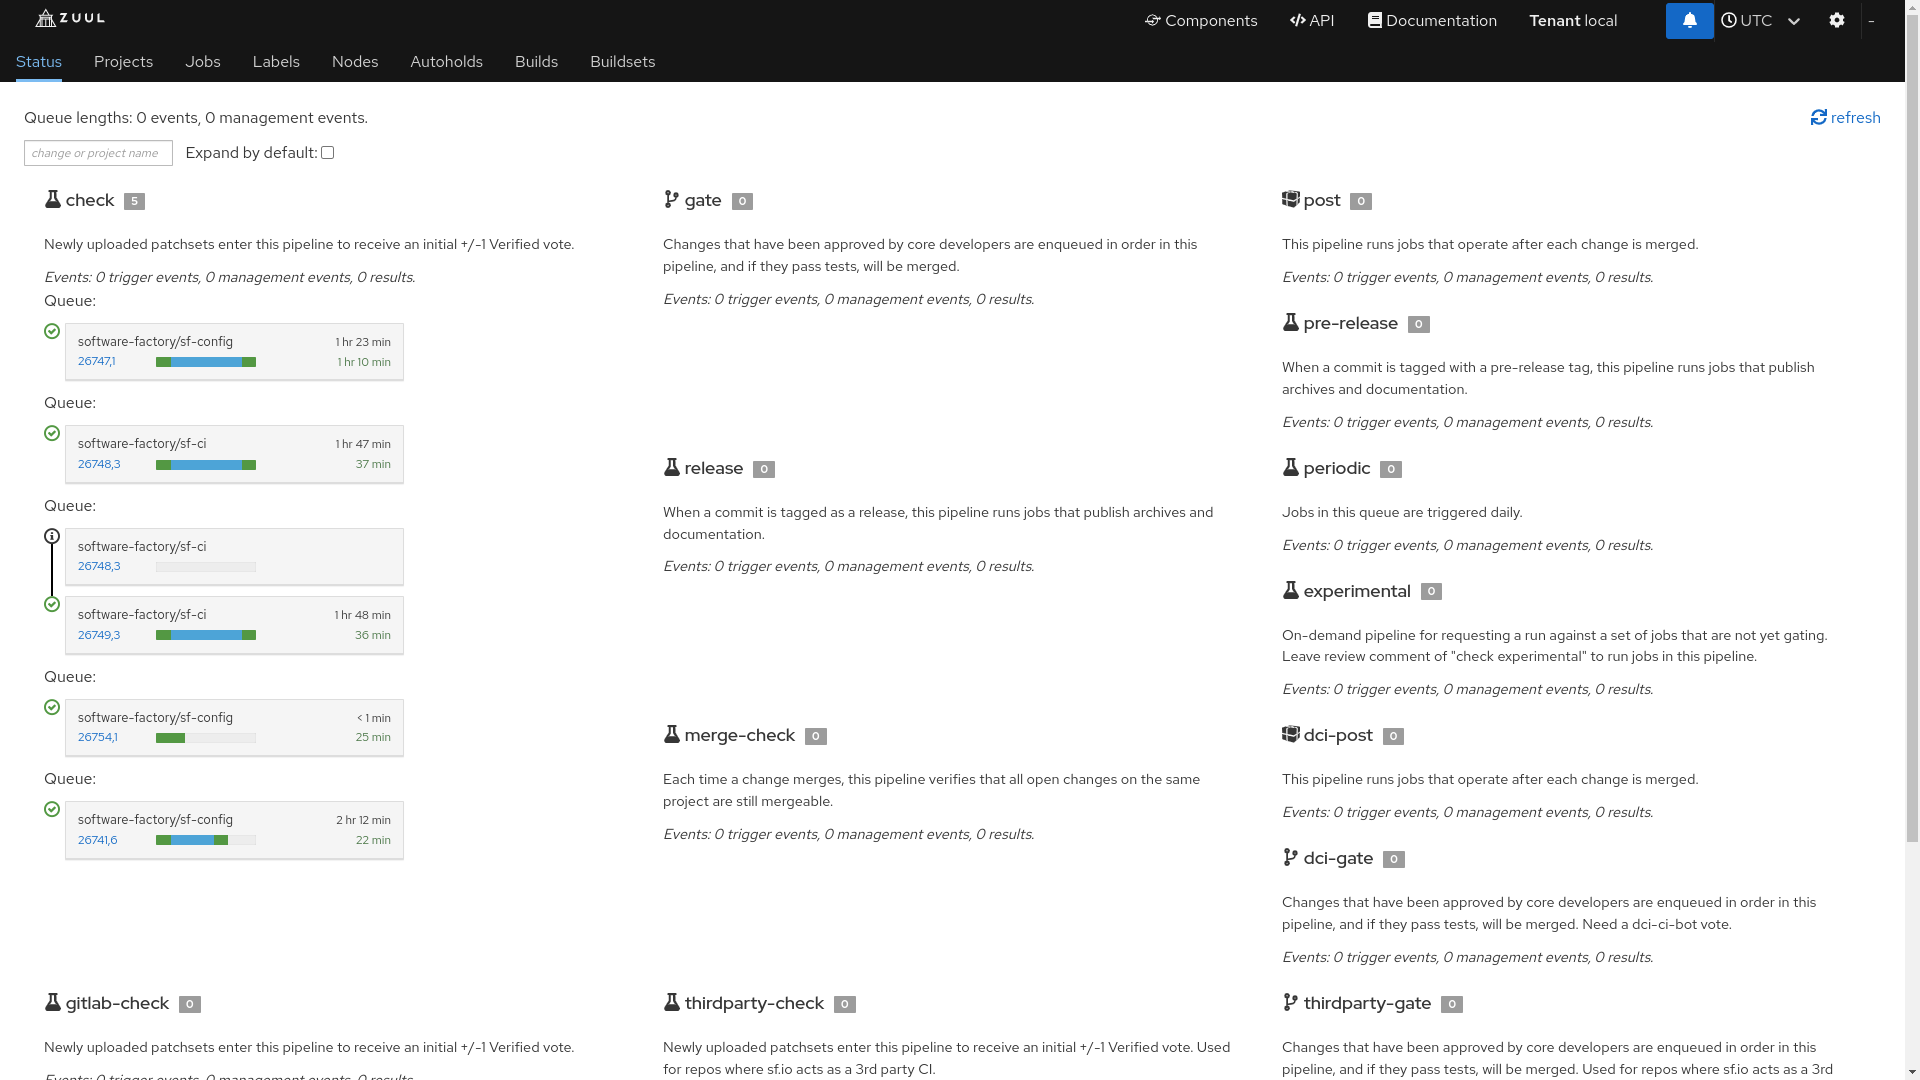 ZUUL
Components
API
Documentation
Tenant local
UTC
-
Status
Projects
Jobs
Labels
Nodes
Autoholds
Builds
Buildsets
Queue lengths: 0 events, 0 management events.
refresh
change or project name
Expand by default:
check 5
Newly uploaded patchsets enter this pipeline to receive an initial +/-1 Verified vote.
Events: 0 trigger events, 0 management events, 0 results.
Queue:
software-factory/sf-config 1 hr 23 min
26747,1 1 hr 10 min
Queue:
software-factory/sf-ci 1 hr 47 min
26748,3 37 min
Queue:
software-factory/sf-ci
26748,3
software-factory/sf-ci 1 hr 48 min
26749,3 36 min
Queue:
software-factory/sf-config < 1 min
26754,1 25 min
Queue:
software-factory/sf-config 2 hr 12 min
26741,6 22 min
gate 0
Changes that have been approved by core developers are enqueued in order in this
pipeline, and if they pass tests, will be merged.
Events: 0 trigger events, 0 management events, 0 results.
post 0
This pipeline runs jobs that operate after each change is merged.
Events: 0 trigger events, 0 management events, 0 results.
pre-release 0
When a commit is tagged with a pre-release tag, this pipeline runs jobs that publish
archives and documentation.
Events: 0 trigger events, 0 management events, 0 results.
release 0
When a commit is tagged as a release, this pipeline runs jobs that publish archives and
documentation.
Events: 0 trigger events, 0 management events, 0 results.
periodic 0
Jobs in this queue are triggered daily.
Events: 0 trigger events, 0 management events, 0 results.
experimental 0
On-demand pipeline for requesting a run against a set of jobs that are not yet gating.
Leave review comment of "check experimental" to run jobs in this pipeline.
Events: 0 trigger events, 0 management events, 0 results.
merge-check 0
Each time a change merges, this pipeline verifies that all open changes on the same
project are still mergeable.
Events: 0 trigger events, 0 management events, 0 results.
dci-post 0
This pipeline runs jobs that operate after each change is merged.
Events: 0 trigger events, 0 management events, 0 results.
dci-gate 0
Changes that have been approved by core developers are enqueued in order in this
pipeline, and if they pass tests, will be merged. Need a dci-ci-bot vote.
Events: 0 trigger events, 0 management events, 0 results.
gitlab-check 0
Newly uploaded patchsets enter this pipeline to receive an initial +/-1 Verified vote.
Events: 0 trigger events, 0 management events, 0 results.
thirdparty-check 0
Newly uploaded patchsets enter this pipeline to receive an initial +/-1 Verified vote. Used
for repos where sf.io acts as a 3rd party CI.
thirdparty-gate 0
Changes that have been approved by core developers are enqueued in order in this
pipeline, and if they pass tests, will be merged. Used for repos where sf.io acts as a 3rd